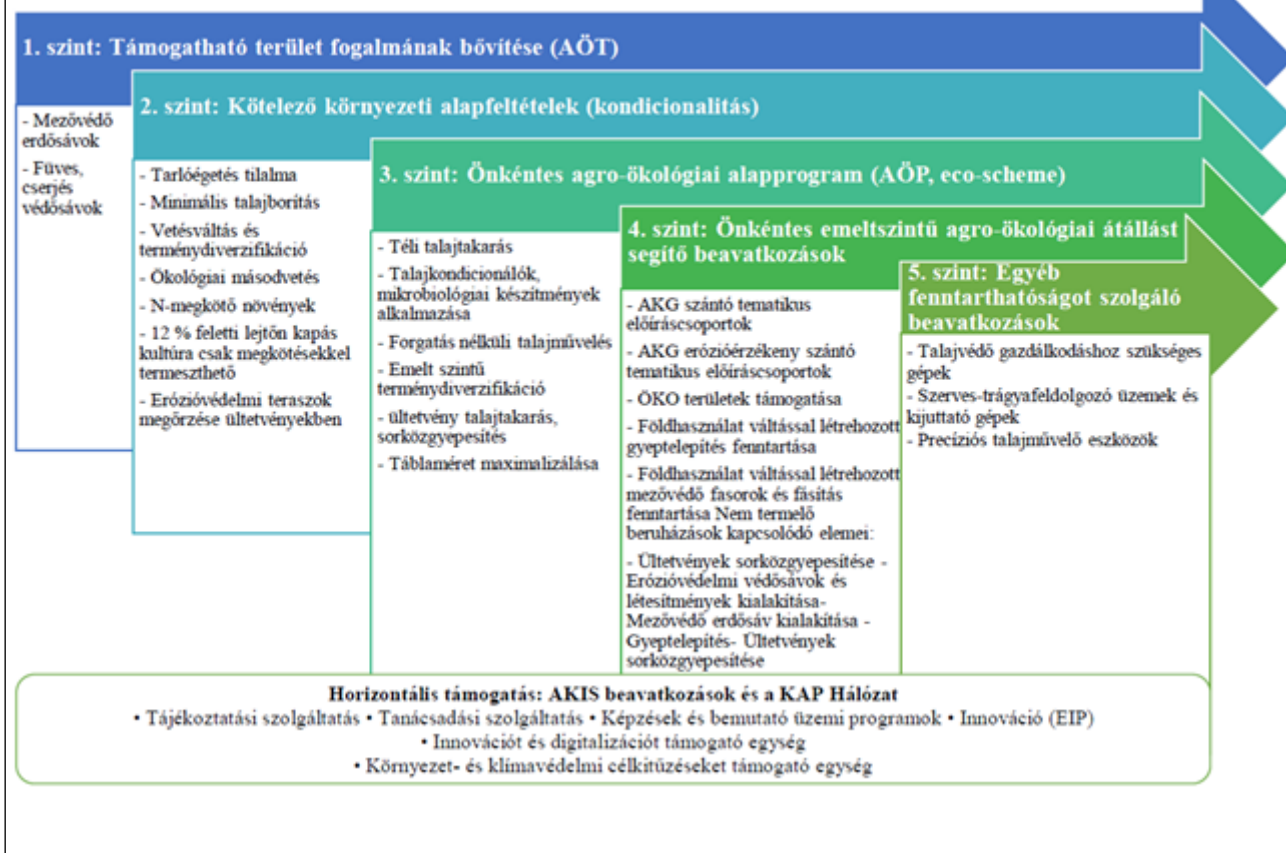 1. szint: Támogatható terület fogalmának bővítése (AÖT)
- Mezővédő
erdősávok
- Füves,
cserjés
védősávok
2. szint: Kötelező környezeti alapfeltételek (kondicionalitás)
- Tarlóégetés tilalma
- Minimális talajborítás
- Vetésváltás és
terménydiverzifikáció
- Ökológiai másodvetés
- N-megkötő növények
- 12 % feletti lejtőn kapás
kultúra csak megkötésekkel
termeszthető
- Erózióvédelmi teraszok
megőrzése ültetvényekben
3. szint: Önkéntes agro-ökológiai alapprogram (AÖP, eco-scheme)
- Téli talajtakarás
- Talajkondicionálók,
mikrobiológiai készítmények
alkalmazása
- Forgatás nélküli talajművelés
- Emelt szintű
terménydiverzifikáció
- ültetvény talajtakarás,
sorközgyepesítés
- Táblaméret maximalizálása
4. szint: Önkéntes emeltszintű agro-ökológiai átállást
segítő beavatkozások
- AKG szántó tematikus
előíráscsoportok
- AKG erózióérzékeny szántó
tematikus előíráscsoportok
- ÖKO területek támogatása
- Földhasználat váltással létrehozott
gyeptelepítés fenntartása
- Földhasználat váltással létrehozott
mezővédő fasorok és fásítás
fenntartása Nem termelő
beruházások kapcsolódó elemei:
- Ültetvények sorközgyepesítése -
Erózióvédelmi védősávok és
létesítmények kialakítása-
Mezővédő erdősáv kialakítása -
Gyeptelepítés- Ültetvények
sorközgyepesítése
5. szint: Egyéb
fenntarthatóságot szolgáló
beavatkozások
- Talajvédő gazdálkodáshoz szükséges
gépek
- Szerves-trágyafeldolgozó üzemek és
kijuttató gépek
- Precíziós talajművelő eszközök
Horizontális támogatás: AKIS beavatkozások és a KAP Hálózat
• Tájékoztatási szolgáltatás • Tanácsadási szolgáltatás • Képzések és bemutató üzemi programok • Innováció (EIP)
• Innovációt és digitalizációt támogató egység
• Környezet- és klímavédelmi célkitűzéseket támogató egység